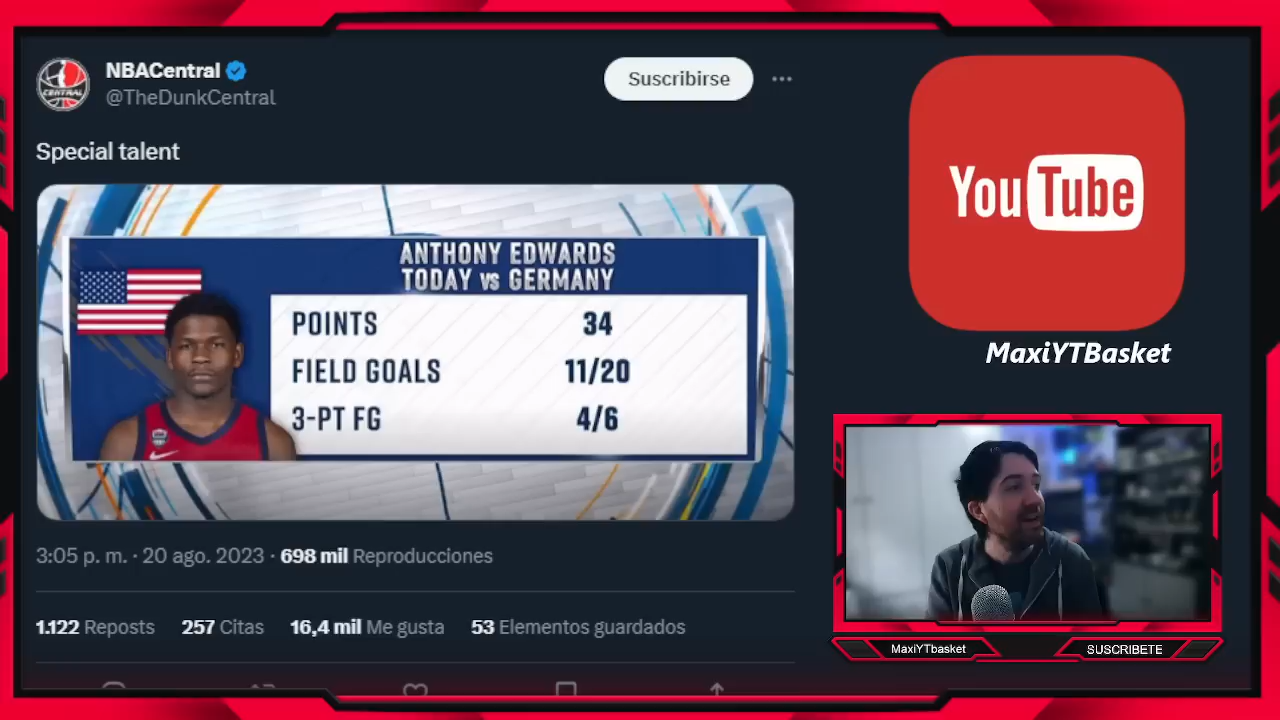 NBACentral
@TheDunkCentral
Suscribirse
Special talent
ANTHONY EDWARDS
TODAY vs GERMANY
POINTS 34
FIELD GOALS 11/20
3-PT FG 4/6
3:05 p. m. · 20 ago. 2023 · 698 mil Reproducciones
1.122 Reposts 257 Citas 16,4 mil Me gusta 53 Elementos guardados
YouTube
MaxiYTBasket
MaxiYTbasket
SUSCRIBETE
CENTRAL